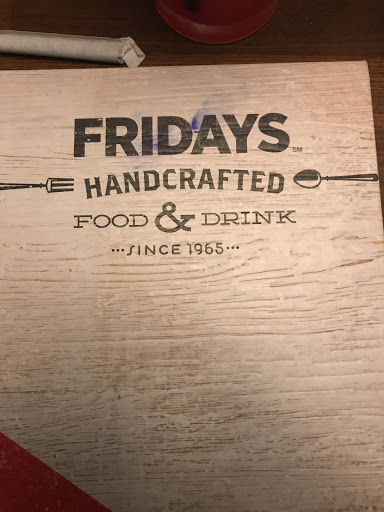 FRIDAYS SM
HANDCRAFTED
FOOD & DRINK
···SINCE 1965···